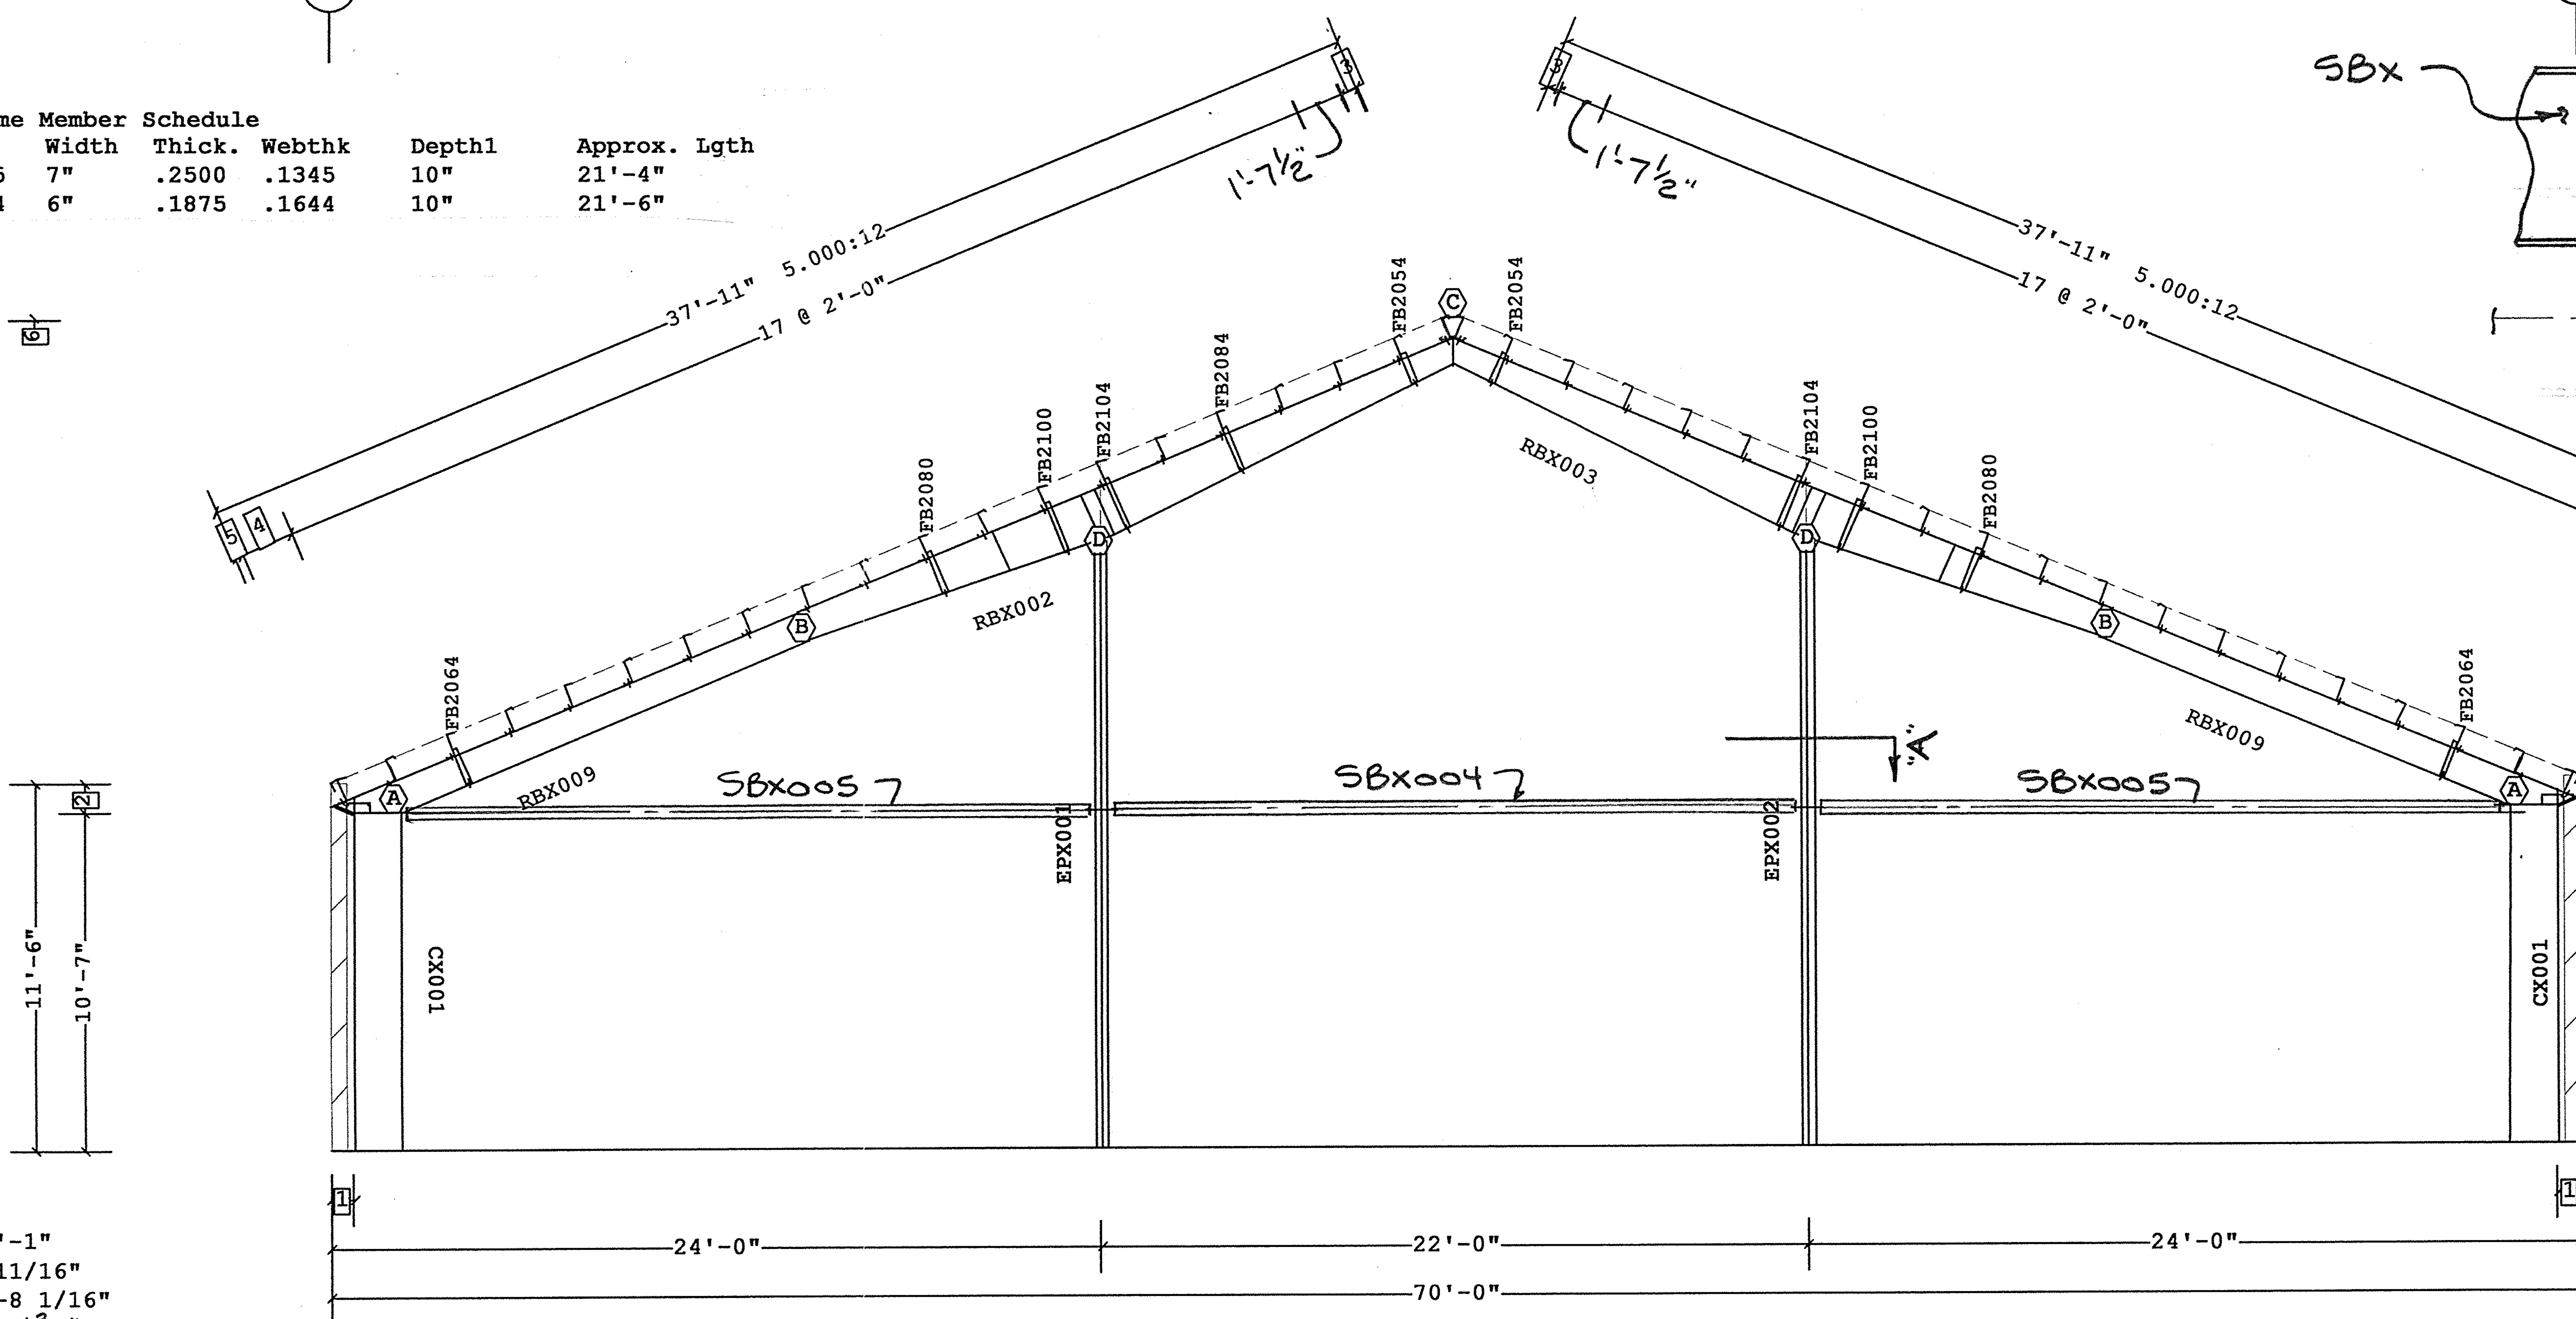 me Member Schedule
Width Thick. Webthk Depth1 Approx. Lgth
7" .2500 .1345 10" 21'-4"
6" .1875 .1644 10" 21'-6"
3
3
SBX
1'-7 1/2"
1'-7 1/2"
37'-11" 5.000:12
17 @ 2'-0"
37'-11" 5.000:12
17 @ 2'-0"
6
5
4
C
FB2054
FB2054
FB2084
FB2104
FB2100
FB2080
FB2064
FB2104
FB2100
FB2080
FB2064
D
D
B
B
A
A
RBX002
RBX003
RBX009
RBX009
"A"
SBX005
SBX004
SBX005
EPX001
EPX002
2
11'-6"
10'-7"
CX001
CX001
1
1
24'-0"
22'-0"
24'-0"
70'-0"
'-1"
11/16"
-8 1/16"